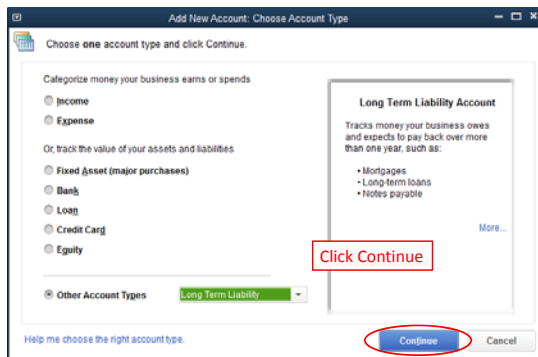 Add New Account: Choose Account Type
Choose one account type and click Continue.
Categorize money your business earns or spends
Income
Expense
Or, track the value of your assets and liabilities
Fixed Asset (major purchases)
Bank
Loan
Credit Card
Equity
Other Account Types
Long Term Liability
Long Term Liability Account
Tracks money your business owes
and expects to pay back over more
than one year, such as:
• Mortgages
• Long-term loans
• Notes payable
More...
Click Continue
Help me choose the right account type.
Continue
Cancel